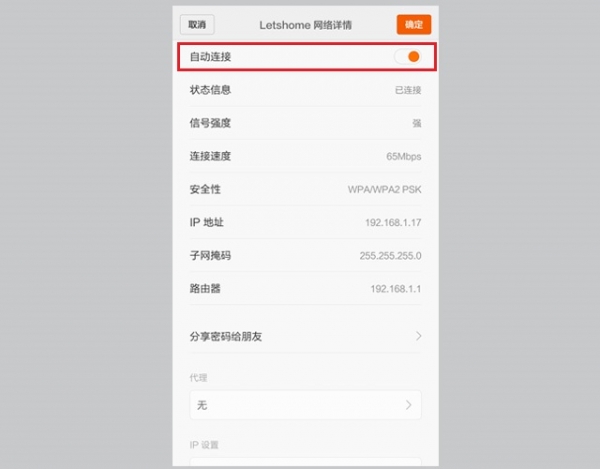 取消 Letshome 网络详情 确定
自动连接
状态信息 已连接
信号强度 强
连接速度 65Mbps
安全性 WPA/WPA2 PSK
IP 地址 192.168.1.17
子网掩码 255.255.255.0
路由器 192.168.1.1
分享密码给朋友
代理
无
IP 设置